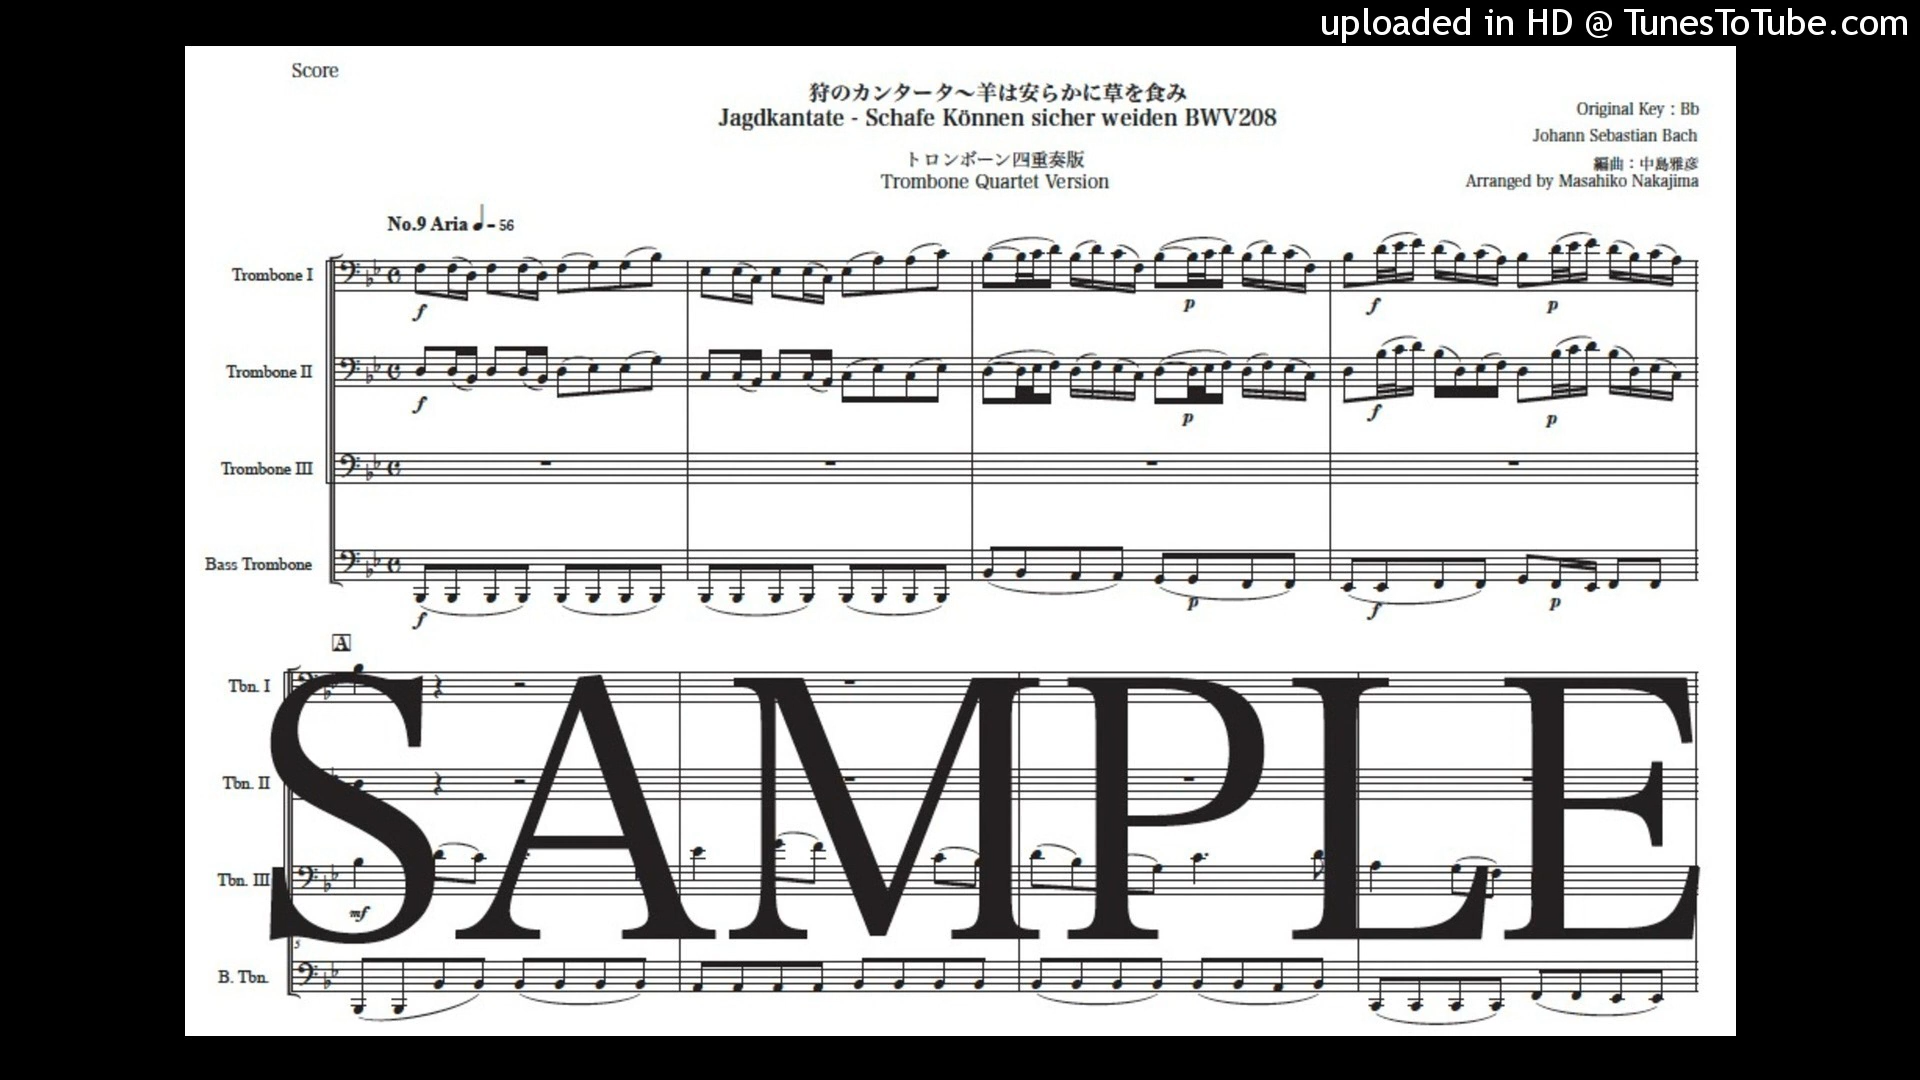 uploaded in HD @ TunesToTube.com
Score
狩のカンタータ～羊は安らかに草を食み
Jagdkantate - Schafe Können sicher weiden BWV208
Original Key : Bb
Johann Sebastian Bach
トロンボーン四重奏版
編曲：中島雅彦
Trombone Quartet Version
Arranged by Masahiko Nakajima
No.9 Aria ♩= 56
Trombone I
f p f p
Trombone II
f p f p
Trombone III
Bass Trombone
f p f p
A
Tbn. I
SAMPLE
Tbn. II
Tbn. III
mf
5
B. Tbn.